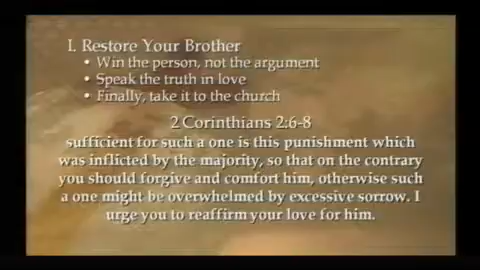 I. Restore Your Brother
• Win the person, not the argument
• Speak the truth in love
• Finally, take it to the church
2 Corinthians 2:6-8
sufficient for such a one is this punishment which
was inflicted by the majority, so that on the contrary
you should forgive and comfort him, otherwise such
a one might be overwhelmed by excessive sorrow. I
urge you to reaffirm your love for him.